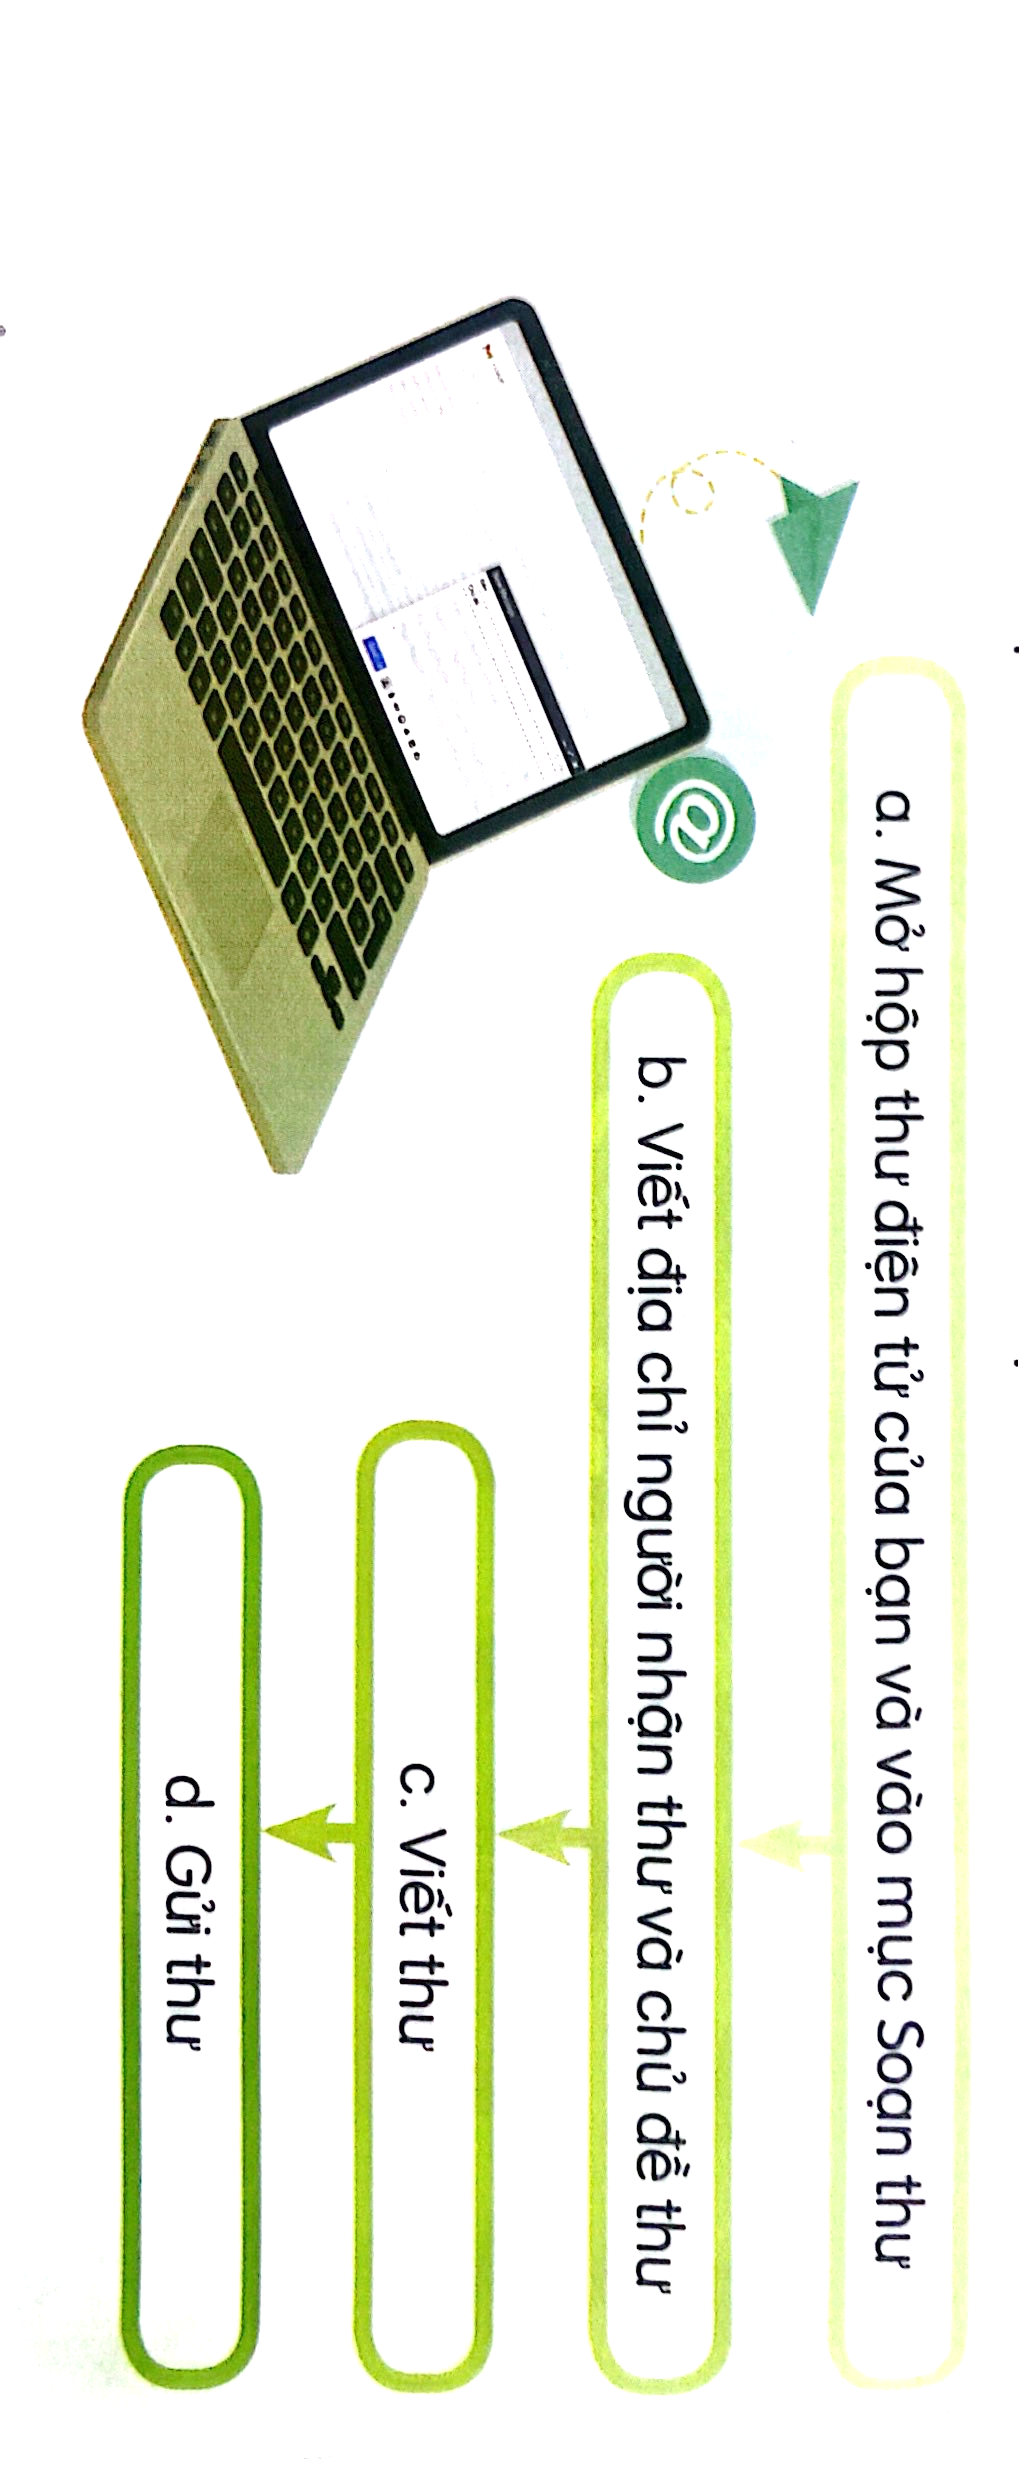 a. Mở hộp thư điện tử của bạn và vào mục Soạn thư
@
b. Viết địa chỉ người nhận thư và chủ đề thư
c. Viết thư
d. Gửi thư